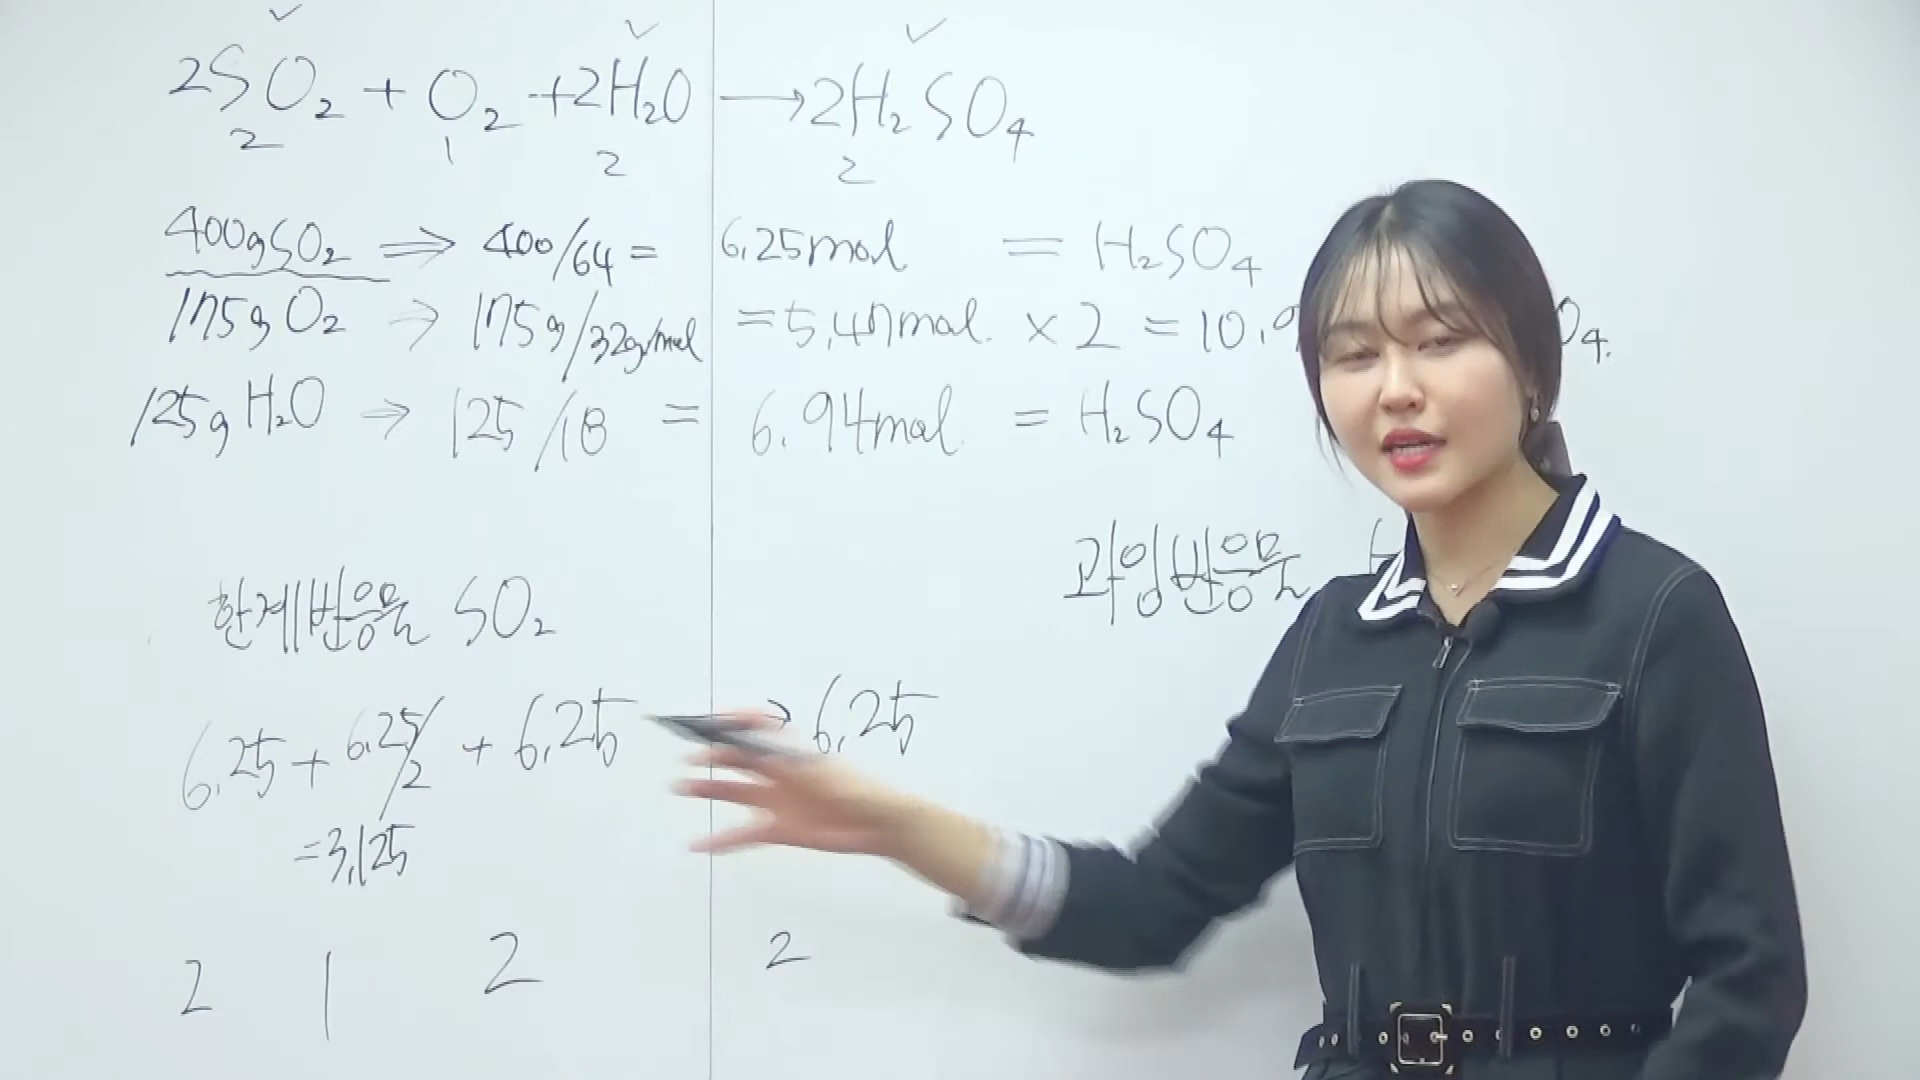 2SO₂ + O₂ + 2H₂O → 2H₂SO₄
2 1 2 2
400g SO₂ ⇒ 400/64 = 6.25mol = H₂SO₄
175g O₂ → 175g/32g/mol = 5.47mol × 2 = 10.9 O₄.
125g H₂O → 125/18 = 6.94mol = H₂SO₄
과잉반응물 H
한계반응물 SO₂
6.25 + 6.25/2 + 6.25 → 6.25
= 3.125
2 1 2 2